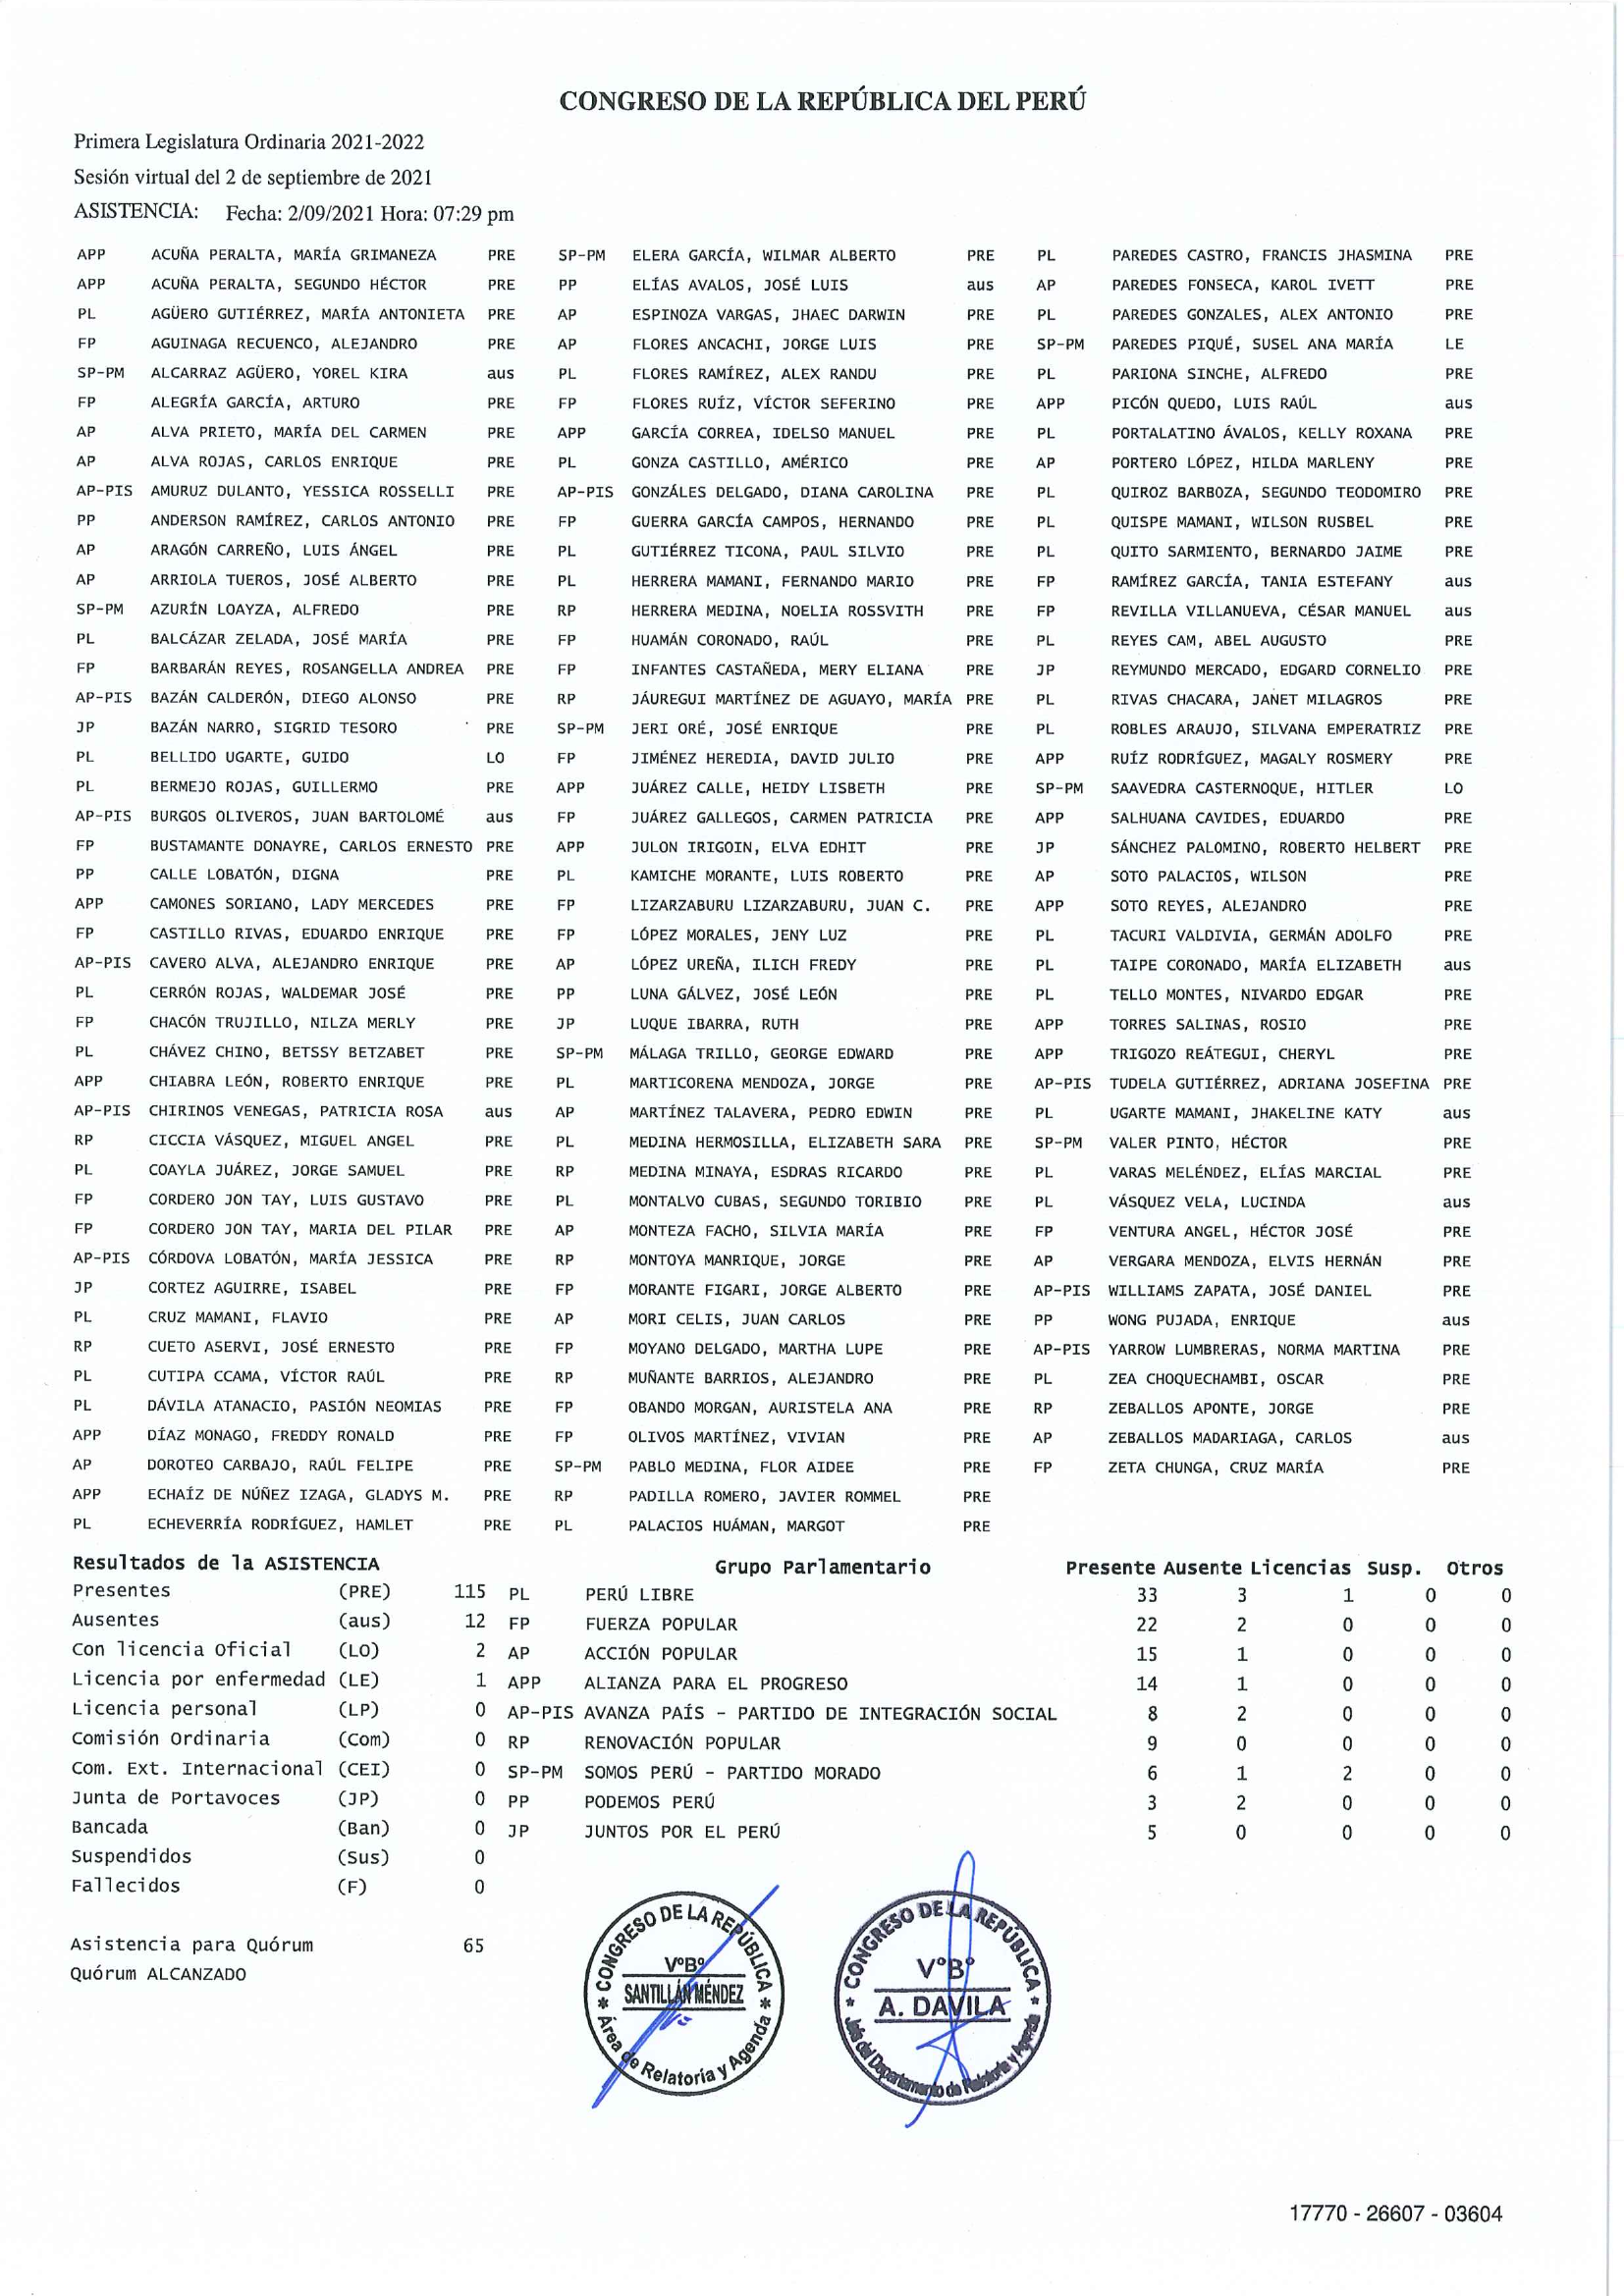 CONGRESO DE LA REPÚBLICA DEL PERÚ
Primera Legislatura Ordinaria 2021-2022
Sesión virtual del 2 de septiembre de 2021
ASISTENCIA: Fecha: 2/09/2021 Hora: 07:29 pm
APP ACUÑA PERALTA, MARÍA GRIMANEZA PRE SP-PM ELERA GARCÍA, WILMAR ALBERTO PRE PL PAREDES CASTRO, FRANCIS JHASMINA PRE
APP ACUÑA PERALTA, SEGUNDO HÉCTOR PRE PP ELÍAS AVALOS, JOSÉ LUIS aus AP PAREDES FONSECA, KAROL IVETT PRE
PL AGÜERO GUTIÉRREZ, MARÍA ANTONIETA PRE AP ESPINOZA VARGAS, JHAEC DARWIN PRE PL PAREDES GONZALES, ALEX ANTONIO PRE
FP AGUINAGA RECUENCO, ALEJANDRO PRE AP FLORES ANCACHI, JORGE LUIS PRE SP-PM PAREDES PIQUÉ, SUSEL ANA MARÍA LE
SP-PM ALCARRAZ AGÜERO, YOREL KIRA aus PL FLORES RAMÍREZ, ALEX RANDU PRE PL PARIONA SINCHE, ALFREDO PRE
FP ALEGRÍA GARCÍA, ARTURO PRE FP FLORES RUÍZ, VÍCTOR SEFERINO PRE APP PICÓN QUEDO, LUIS RAÚL aus
AP ALVA PRIETO, MARÍA DEL CARMEN PRE APP GARCÍA CORREA, IDELSO MANUEL PRE PL PORTALATINO ÁVALOS, KELLY ROXANA PRE
AP ALVA ROJAS, CARLOS ENRIQUE PRE PL GONZA CASTILLO, AMÉRICO PRE AP PORTERO LÓPEZ, HILDA MARLENY PRE
AP-PIS AMURUZ DULANTO, YESSICA ROSSELLI PRE AP-PIS GONZÁLES DELGADO, DIANA CAROLINA PRE PL QUIROZ BARBOZA, SEGUNDO TEODOMIRO PRE
PP ANDERSON RAMÍREZ, CARLOS ANTONIO PRE FP GUERRA GARCÍA CAMPOS, HERNANDO PRE PL QUISPE MAMANI, WILSON RUSBEL PRE
AP ARAGÓN CARREÑO, LUIS ÁNGEL PRE PL GUTIÉRREZ TICONA, PAUL SILVIO PRE PL QUITO SARMIENTO, BERNARDO JAIME PRE
AP ARRIOLA TUEROS, JOSÉ ALBERTO PRE PL HERRERA MAMANI, FERNANDO MARIO PRE FP RAMÍREZ GARCÍA, TANIA ESTEFANY aus
SP-PM AZURÍN LOAYZA, ALFREDO PRE RP HERRERA MEDINA, NOELIA ROSSVITH PRE FP REVILLA VILLANUEVA, CÉSAR MANUEL aus
PL BALCÁZAR ZELADA, JOSÉ MARÍA PRE FP HUAMÁN CORONADO, RAÚL PRE PL REYES CAM, ABEL AUGUSTO PRE
FP BARBARÁN REYES, ROSANGELLA ANDREA PRE FP INFANTES CASTAÑEDA, MERY ELIANA PRE JP REYMUNDO MERCADO, EDGARD CORNELIO PRE
AP-PIS BAZÁN CALDERÓN, DIEGO ALONSO PRE RP JÁUREGUI MARTÍNEZ DE AGUAYO, MARÍA PRE PL RIVAS CHACARA, JANET MILAGROS PRE
JP BAZÁN NARRO, SIGRID TESORO PRE SP-PM JERI ORÉ, JOSÉ ENRIQUE PRE PL ROBLES ARAUJO, SILVANA EMPERATRIZ PRE
PL BELLIDO UGARTE, GUIDO LO FP JIMÉNEZ HEREDIA, DAVID JULIO PRE APP RUÍZ RODRÍGUEZ, MAGALY ROSMERY PRE
PL BERMEJO ROJAS, GUILLERMO PRE APP JUÁREZ CALLE, HEIDY LISBETH PRE SP-PM SAAVEDRA CASTERNOQUE, HITLER LO
AP-PIS BURGOS OLIVEROS, JUAN BARTOLOMÉ aus FP JUÁREZ GALLEGOS, CARMEN PATRICIA PRE APP SALHUANA CAVIDES, EDUARDO PRE
FP BUSTAMANTE DONAYRE, CARLOS ERNESTO PRE APP JULON IRIGOIN, ELVA EDHIT PRE JP SÁNCHEZ PALOMINO, ROBERTO HELBERT PRE
PP CALLE LOBATÓN, DIGNA PRE PL KAMICHE MORANTE, LUIS ROBERTO PRE AP SOTO PALACIOS, WILSON PRE
APP CAMONES SORIANO, LADY MERCEDES PRE FP LIZARZABURU LIZARZABURU, JUAN C. PRE APP SOTO REYES, ALEJANDRO PRE
FP CASTILLO RIVAS, EDUARDO ENRIQUE PRE FP LÓPEZ MORALES, JENY LUZ PRE PL TACURI VALDIVIA, GERMÁN ADOLFO PRE
AP-PIS CAVERO ALVA, ALEJANDRO ENRIQUE PRE AP LÓPEZ UREÑA, ILICH FREDY PRE PL TAIPE CORONADO, MARÍA ELIZABETH aus
PL CERRÓN ROJAS, WALDEMAR JOSÉ PRE PP LUNA GÁLVEZ, JOSÉ LEÓN PRE PL TELLO MONTES, NIVARDO EDGAR PRE
FP CHACÓN TRUJILLO, NILZA MERLY PRE JP LUQUE IBARRA, RUTH PRE APP TORRES SALINAS, ROSIO PRE
PL CHÁVEZ CHINO, BETSSY BETZABET PRE SP-PM MÁLAGA TRILLO, GEORGE EDWARD PRE APP TRIGOZO REÁTEGUI, CHERYL PRE
APP CHIABRA LEÓN, ROBERTO ENRIQUE PRE PL MARTICORENA MENDOZA, JORGE PRE AP-PIS TUDELA GUTIÉRREZ, ADRIANA JOSEFINA PRE
AP-PIS CHIRINOS VENEGAS, PATRICIA ROSA aus AP MARTÍNEZ TALAVERA, PEDRO EDWIN PRE PL UGARTE MAMANI, JHAKELINE KATY aus
RP CICCIA VÁSQUEZ, MIGUEL ANGEL PRE PL MEDINA HERMOSILLA, ELIZABETH SARA PRE SP-PM VALER PINTO, HÉCTOR PRE
PL COAYLA JUÁREZ, JORGE SAMUEL PRE RP MEDINA MINAYA, ESDRAS RICARDO PRE PL VARAS MELÉNDEZ, ELÍAS MARCIAL PRE
FP CORDERO JON TAY, LUIS GUSTAVO PRE PL MONTALVO CUBAS, SEGUNDO TORIBIO PRE PL VÁSQUEZ VELA, LUCINDA aus
FP CORDERO JON TAY, MARIA DEL PILAR PRE AP MONTEZA FACHO, SILVIA MARÍA PRE FP VENTURA ANGEL, HÉCTOR JOSÉ PRE
AP-PIS CÓRDOVA LOBATÓN, MARÍA JESSICA PRE RP MONTOYA MANRIQUE, JORGE PRE AP VERGARA MENDOZA, ELVIS HERNÁN PRE
JP CORTEZ AGUIRRE, ISABEL PRE FP MORANTE FIGARI, JORGE ALBERTO PRE AP-PIS WILLIAMS ZAPATA, JOSÉ DANIEL PRE
PL CRUZ MAMANI, FLAVIO PRE AP MORI CELIS, JUAN CARLOS PRE PP WONG PUJADA, ENRIQUE aus
RP CUETO ASERVI, JOSÉ ERNESTO PRE FP MOYANO DELGADO, MARTHA LUPE PRE AP-PIS YARROW LUMBRERAS, NORMA MARTINA PRE
PL CUTIPA CCAMA, VÍCTOR RAÚL PRE RP MUÑANTE BARRIOS, ALEJANDRO PRE PL ZEA CHOQUECHAMBI, OSCAR PRE
PL DÁVILA ATANACIO, PASIÓN NEOMIAS PRE FP OBANDO MORGAN, AURISTELA ANA PRE RP ZEBALLOS APONTE, JORGE PRE
APP DÍAZ MONAGO, FREDDY RONALD PRE FP OLIVOS MARTÍNEZ, VIVIAN PRE AP ZEBALLOS MADARIAGA, CARLOS aus
AP DOROTEO CARBAJO, RAÚL FELIPE PRE SP-PM PABLO MEDINA, FLOR AIDEE PRE FP ZETA CHUNGA, CRUZ MARÍA PRE
APP ECHAÍZ DE NÚÑEZ IZAGA, GLADYS M. PRE RP PADILLA ROMERO, JAVIER ROMMEL PRE
PL ECHEVERRÍA RODRÍGUEZ, HAMLET PRE PL PALACIOS HUÁMAN, MARGOT PRE
Resultados de la ASISTENCIA Grupo Parlamentario Presente Ausente Licencias Susp. Otros
Presentes (PRE) 115 PL PERÚ LIBRE 33 3 1 0 0
Ausentes (aus) 12 FP FUERZA POPULAR 22 2 0 0 0
Con licencia Oficial (LO) 2 AP ACCIÓN POPULAR 15 1 0 0 0
Licencia por enfermedad (LE) 1 APP ALIANZA PARA EL PROGRESO 14 1 0 0 0
Licencia personal (LP) 0 AP-PIS AVANZA PAÍS - PARTIDO DE INTEGRACIÓN SOCIAL 8 2 0 0 0
Comisión Ordinaria (Com) 0 RP RENOVACIÓN POPULAR 9 0 0 0 0
Com. Ext. Internacional (CEI) 0 SP-PM SOMOS PERÚ - PARTIDO MORADO 6 1 2 0 0
Junta de Portavoces (JP) 0 PP PODEMOS PERÚ 3 2 0 0 0
Bancada (Ban) 0 JP JUNTOS POR EL PERÚ 5 0 0 0 0
Suspendidos (Sus) 0
Fallecidos (F) 0
Asistencia para Quórum 65
Quórum ALCANZADO
CONGRESO DE LA REPÚBLICA
V°B°
SANTILLÁN MÉNDEZ
Área de Relatoría y Agenda
CONGRESO DE LA REPÚBLICA
V°B°
A. DAVILA
Jefa del Departamento de Relatoría y Agenda
17770 - 26607 - 03604